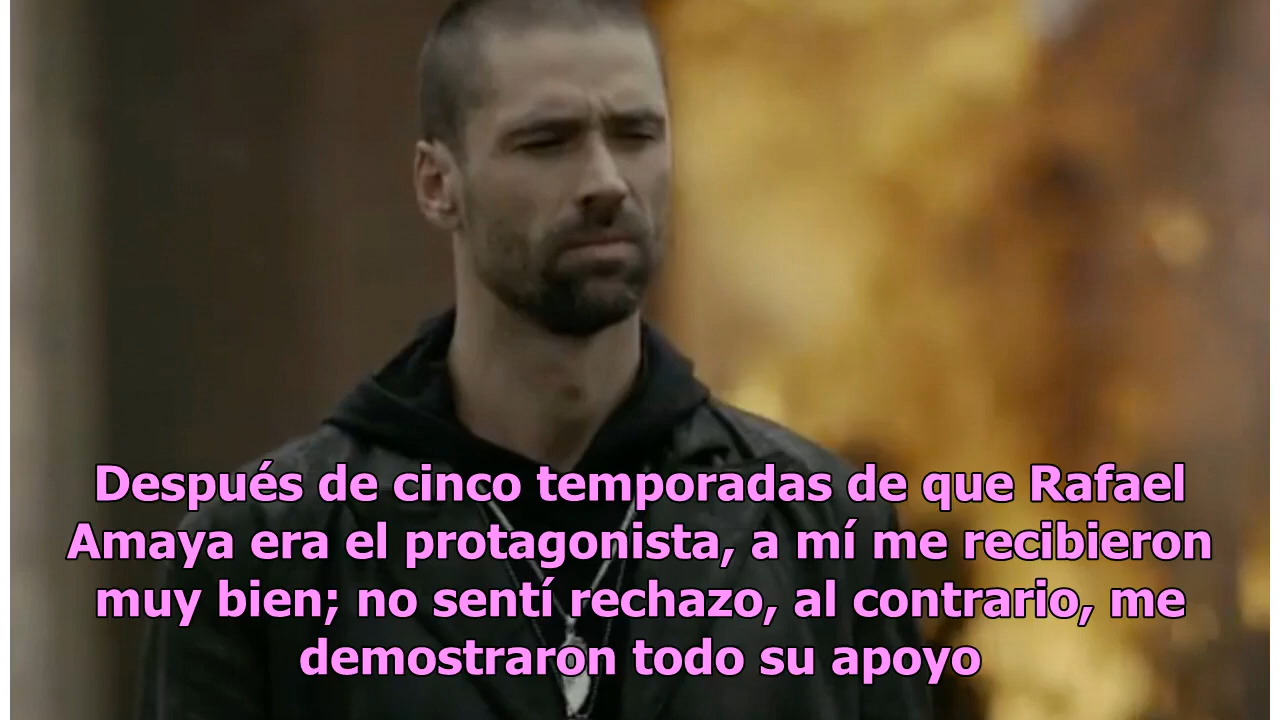 Después de cinco temporadas de que Rafael
Amaya era el protagonista, a mí me recibieron
muy bien; no sentí rechazo, al contrario, me
demostraron todo su apoyo